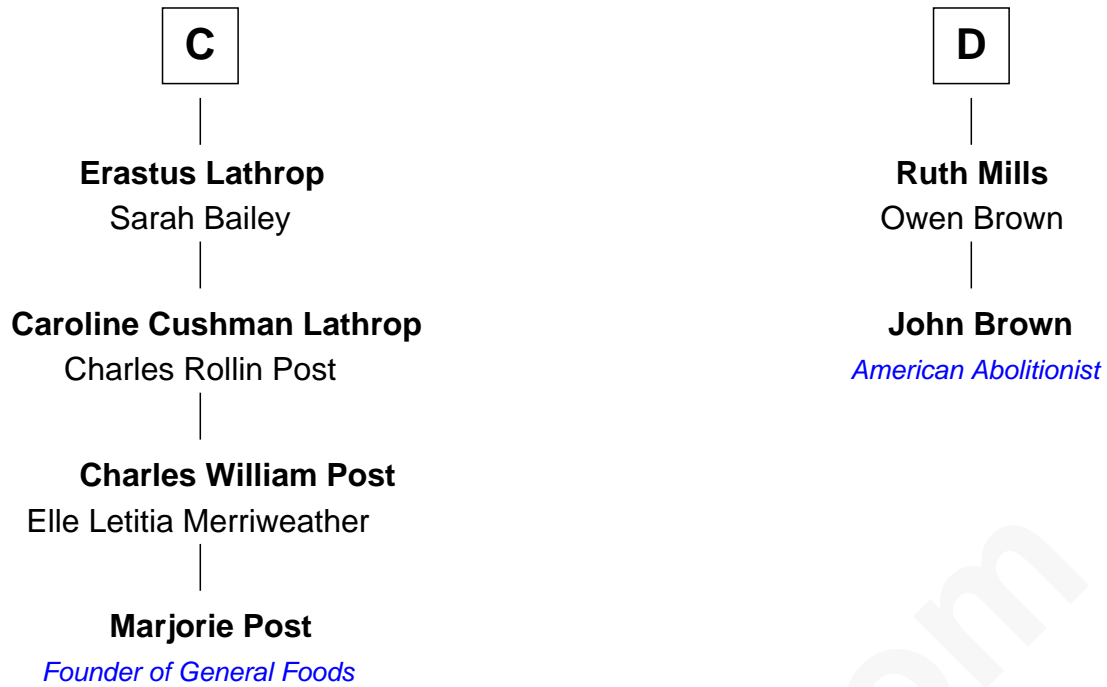 C
Erastus Lathrop
Sarah Bailey
Caroline Cushman Lathrop
Charles Rollin Post
Charles William Post
Elle Letitia Merriweather
Marjorie Post
Founder of General Foods
D
Ruth Mills
Owen Brown
John Brown
American Abolitionist
om